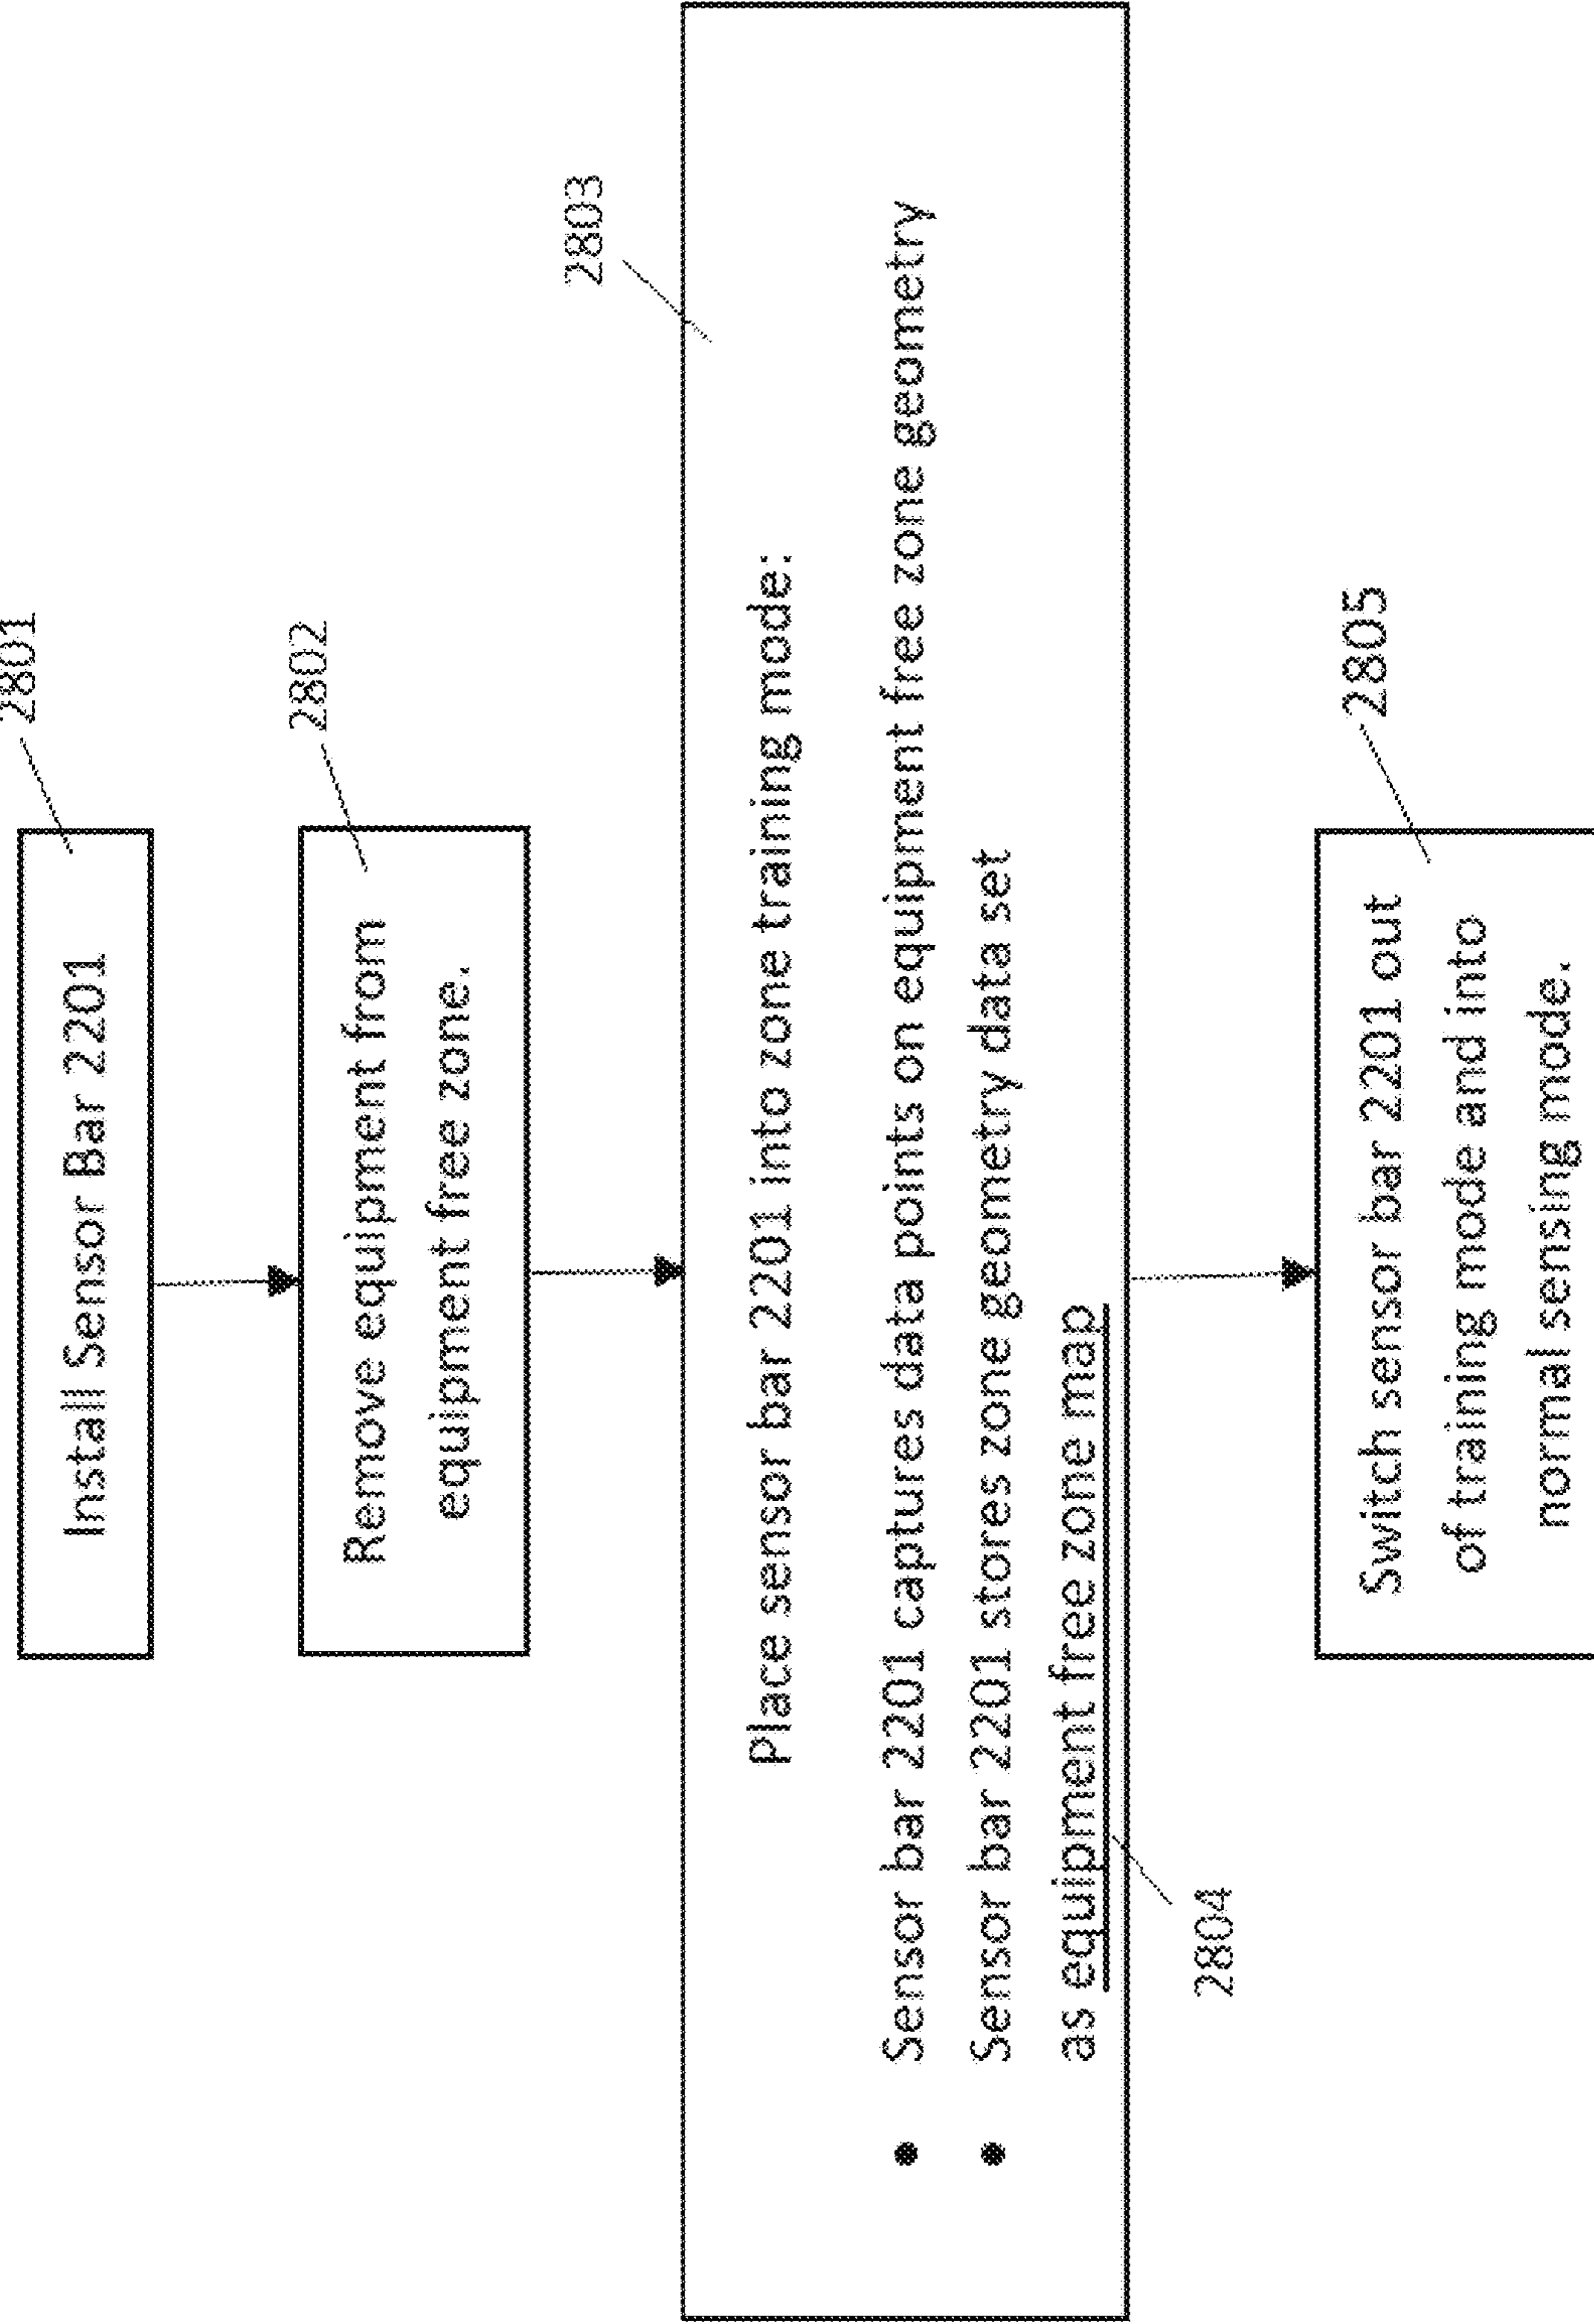 2801
Install Sensor Bar 2201
2802
Remove equipment from
equipment free zone.
2803
Place sensor bar 2201 into zone training mode:
• Sensor bar 2201 captures data points on equipment free zone geometry
• Sensor bar 2201 stores zone geometry data set
as equipment free zone map
2804
2805
Switch sensor bar 2201 out
of training mode and into
normal sensing mode.